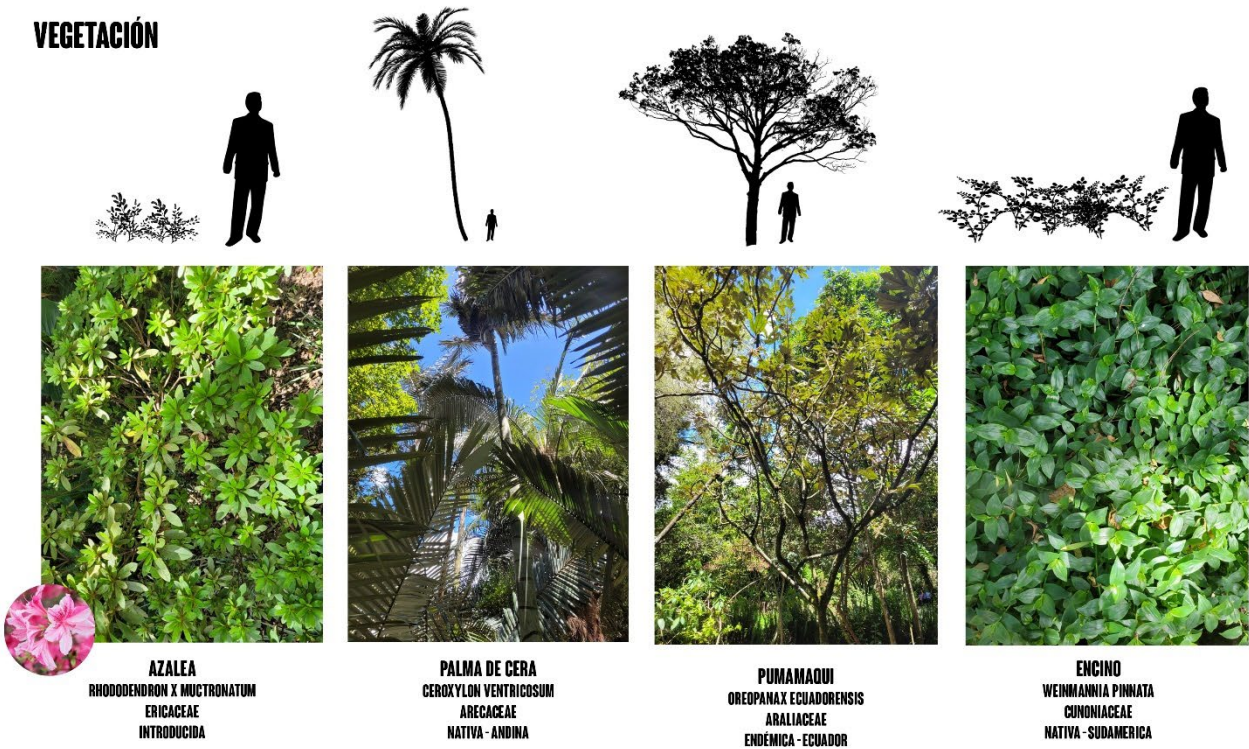 VEGETACIÓN
AZALEA
RHODODENDRON X MUCTRONATUM
ERICACEAE
INTRODUCIDA
PALMA DE CERA
CEROXYLON VENTRICOSUM
ARECACEAE
NATIVA - ANDINA
PUMAMAQUI
OREOPANAX ECUADORENSIS
ARALIACEAE
ENDÉMICA - ECUADOR
ENCINO
WEINMANNIA PINNATA
CUNONIACEAE
NATIVA - SUDAMERICA